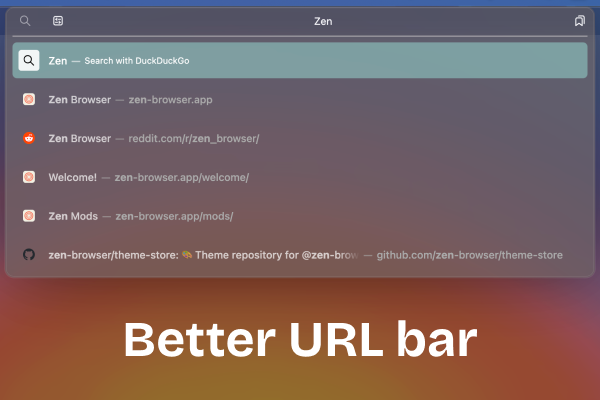 Zen
Zen — Search with DuckDuckGo
Zen Browser — zen-browser.app
Zen Browser — reddit.com/r/zen_browser/
Welcome! — zen-browser.app/welcome/
Zen Mods — zen-browser.app/mods/
zen-browser/theme-store: 🎨 Theme repository for @zen-brow — github.com/zen-browser/theme-store
Better URL bar